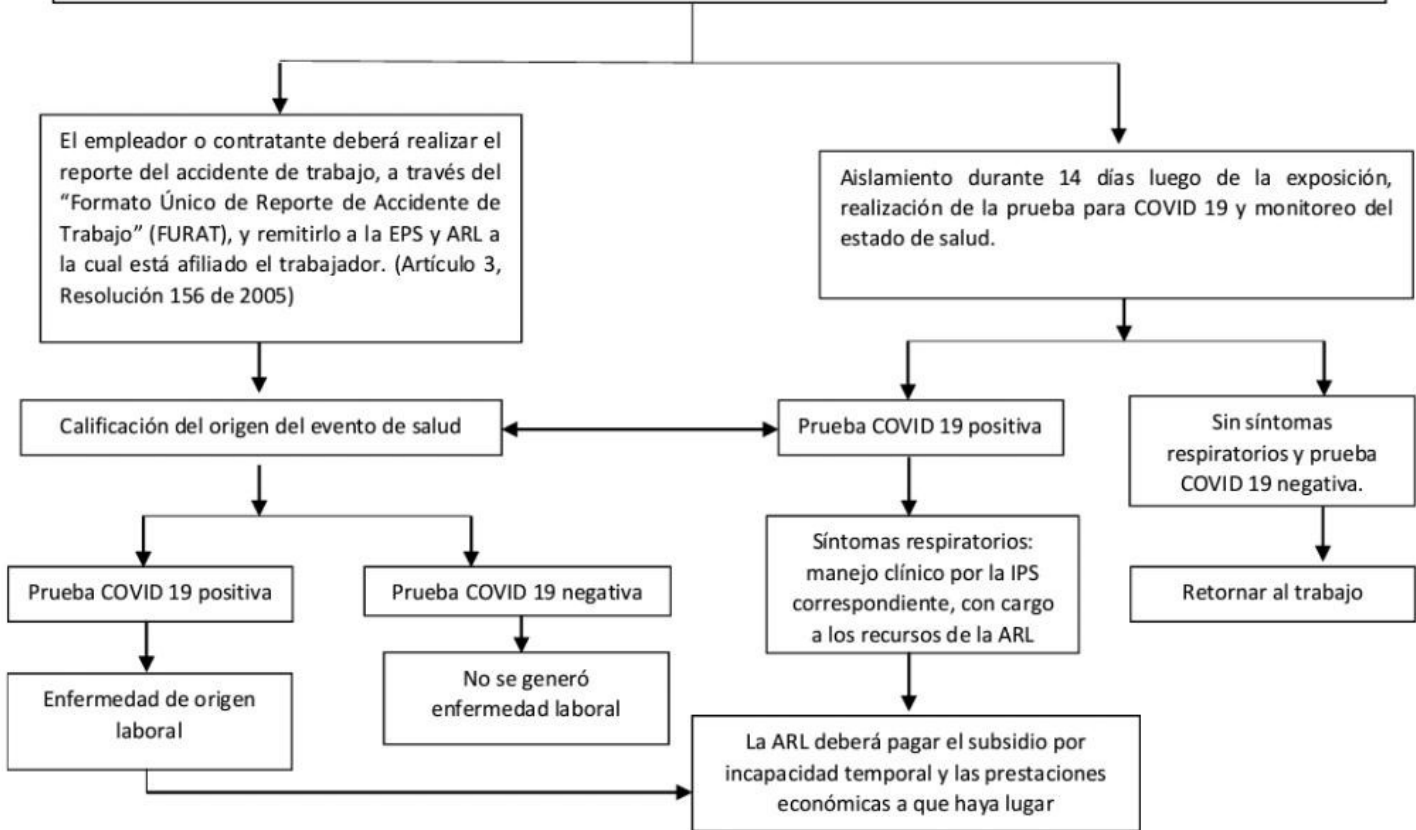 El empleador o contratante deberá realizar el
reporte del accidente de trabajo, a través del
“Formato Único de Reporte de Accidente de
Trabajo” (FURAT), y remitirlo a la EPS y ARL a
la cual está afiliado el trabajador. (Artículo 3,
Resolución 156 de 2005)
Aislamiento durante 14 días luego de la exposición,
realización de la prueba para COVID 19 y monitoreo del
estado de salud.
Calificación del origen del evento de salud
Prueba COVID 19 positiva
Sin síntomas
respiratorios y prueba
COVID 19 negativa.
Prueba COVID 19 positiva
Prueba COVID 19 negativa
Síntomas respiratorios:
manejo clínico por la IPS
correspondiente, con cargo
a los recursos de la ARL
Retornar al trabajo
Enfermedad de origen
laboral
No se generó
enfermedad laboral
La ARL deberá pagar el subsidio por
incapacidad temporal y las prestaciones
económicas a que haya lugar